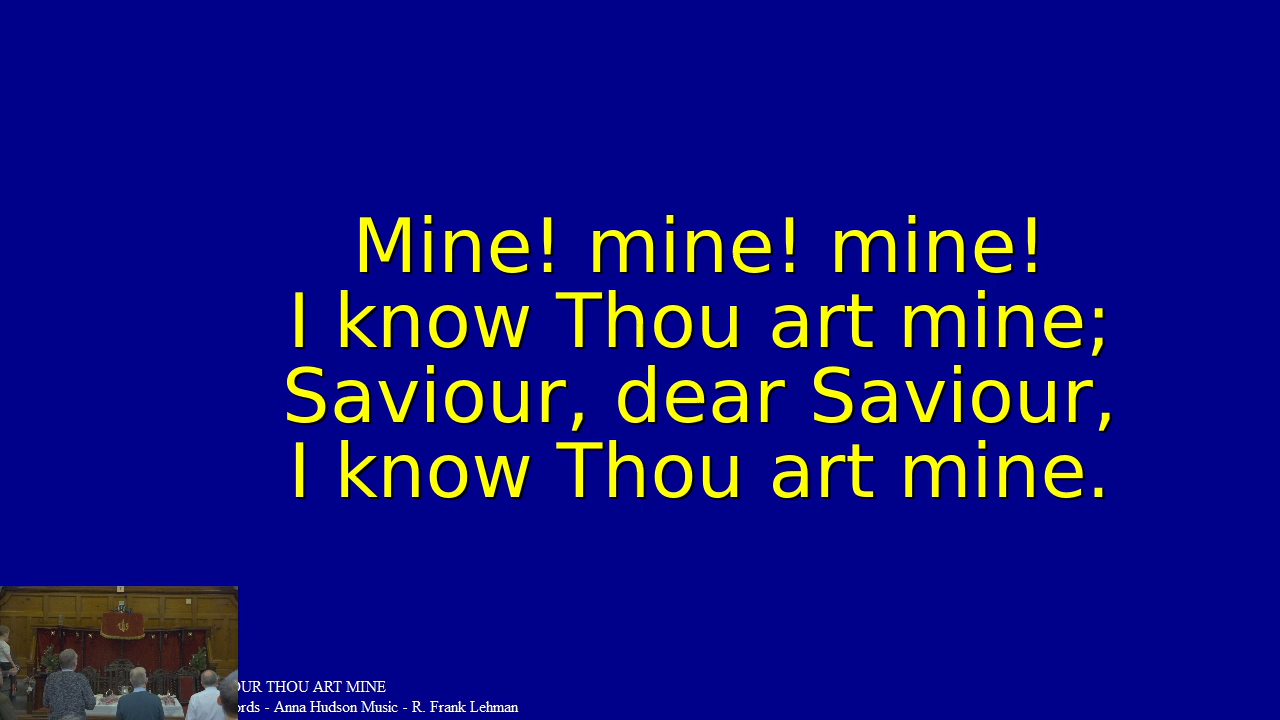 Mine! mine! mine!
I know Thou art mine;
Saviour, dear Saviour,
I know Thou art mine.
OUR THOU ART MINE
ords - Anna Hudson Music - R. Frank Lehman